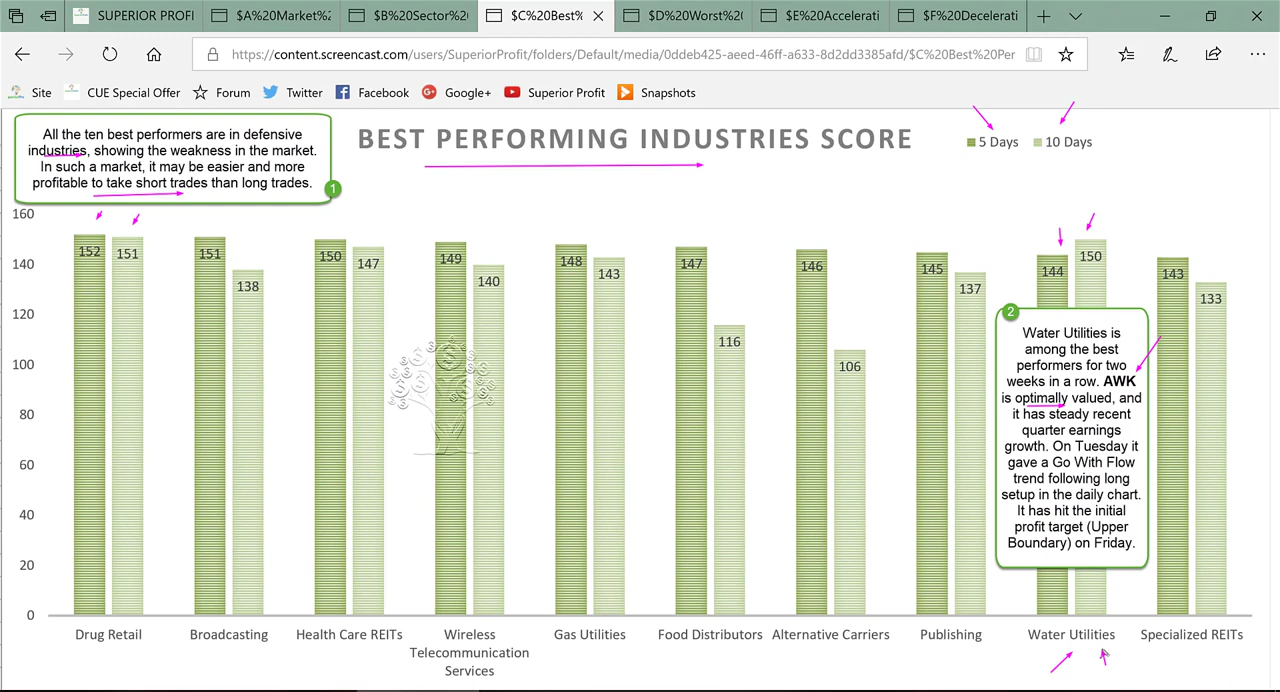 SUPERIOR PROFI
$A%20Market%2
$B%20Sector%20
$C%20Best%
$D%20Worst%20
$E%20Accelerati
$F%20Decelerati
https://content.screencast.com/users/SuperiorProfit/folders/Default/media/0ddeb425-aeed-46ff-a633-8d2dd3385afd/$C%20Best%20Per
Site
CUE Special Offer
Forum
Twitter
Facebook
Google+
Superior Profit
Snapshots
All the ten best performers are in defensive
industries, showing the weakness in the market.
In such a market, it may be easier and more
profitable to take short trades than long trades.
1
BEST PERFORMING INDUSTRIES SCORE
5 Days
10 Days
160
140
120
100
80
60
40
20
0
152
151
151
138
150
147
149
140
148
143
147
116
146
106
145
137
144
150
143
133
2
Water Utilities is
among the best
performers for two
weeks in a row. AWK
is optimally valued, and
it has steady recent
quarter earnings
growth. On Tuesday it
gave a Go With Flow
trend following long
setup in the daily chart.
It has hit the initial
profit target (Upper
Boundary) on Friday.
Drug Retail
Broadcasting
Health Care REITs
Wireless
Telecommunication
Services
Gas Utilities
Food Distributors
Alternative Carriers
Publishing
Water Utilities
Specialized REITs